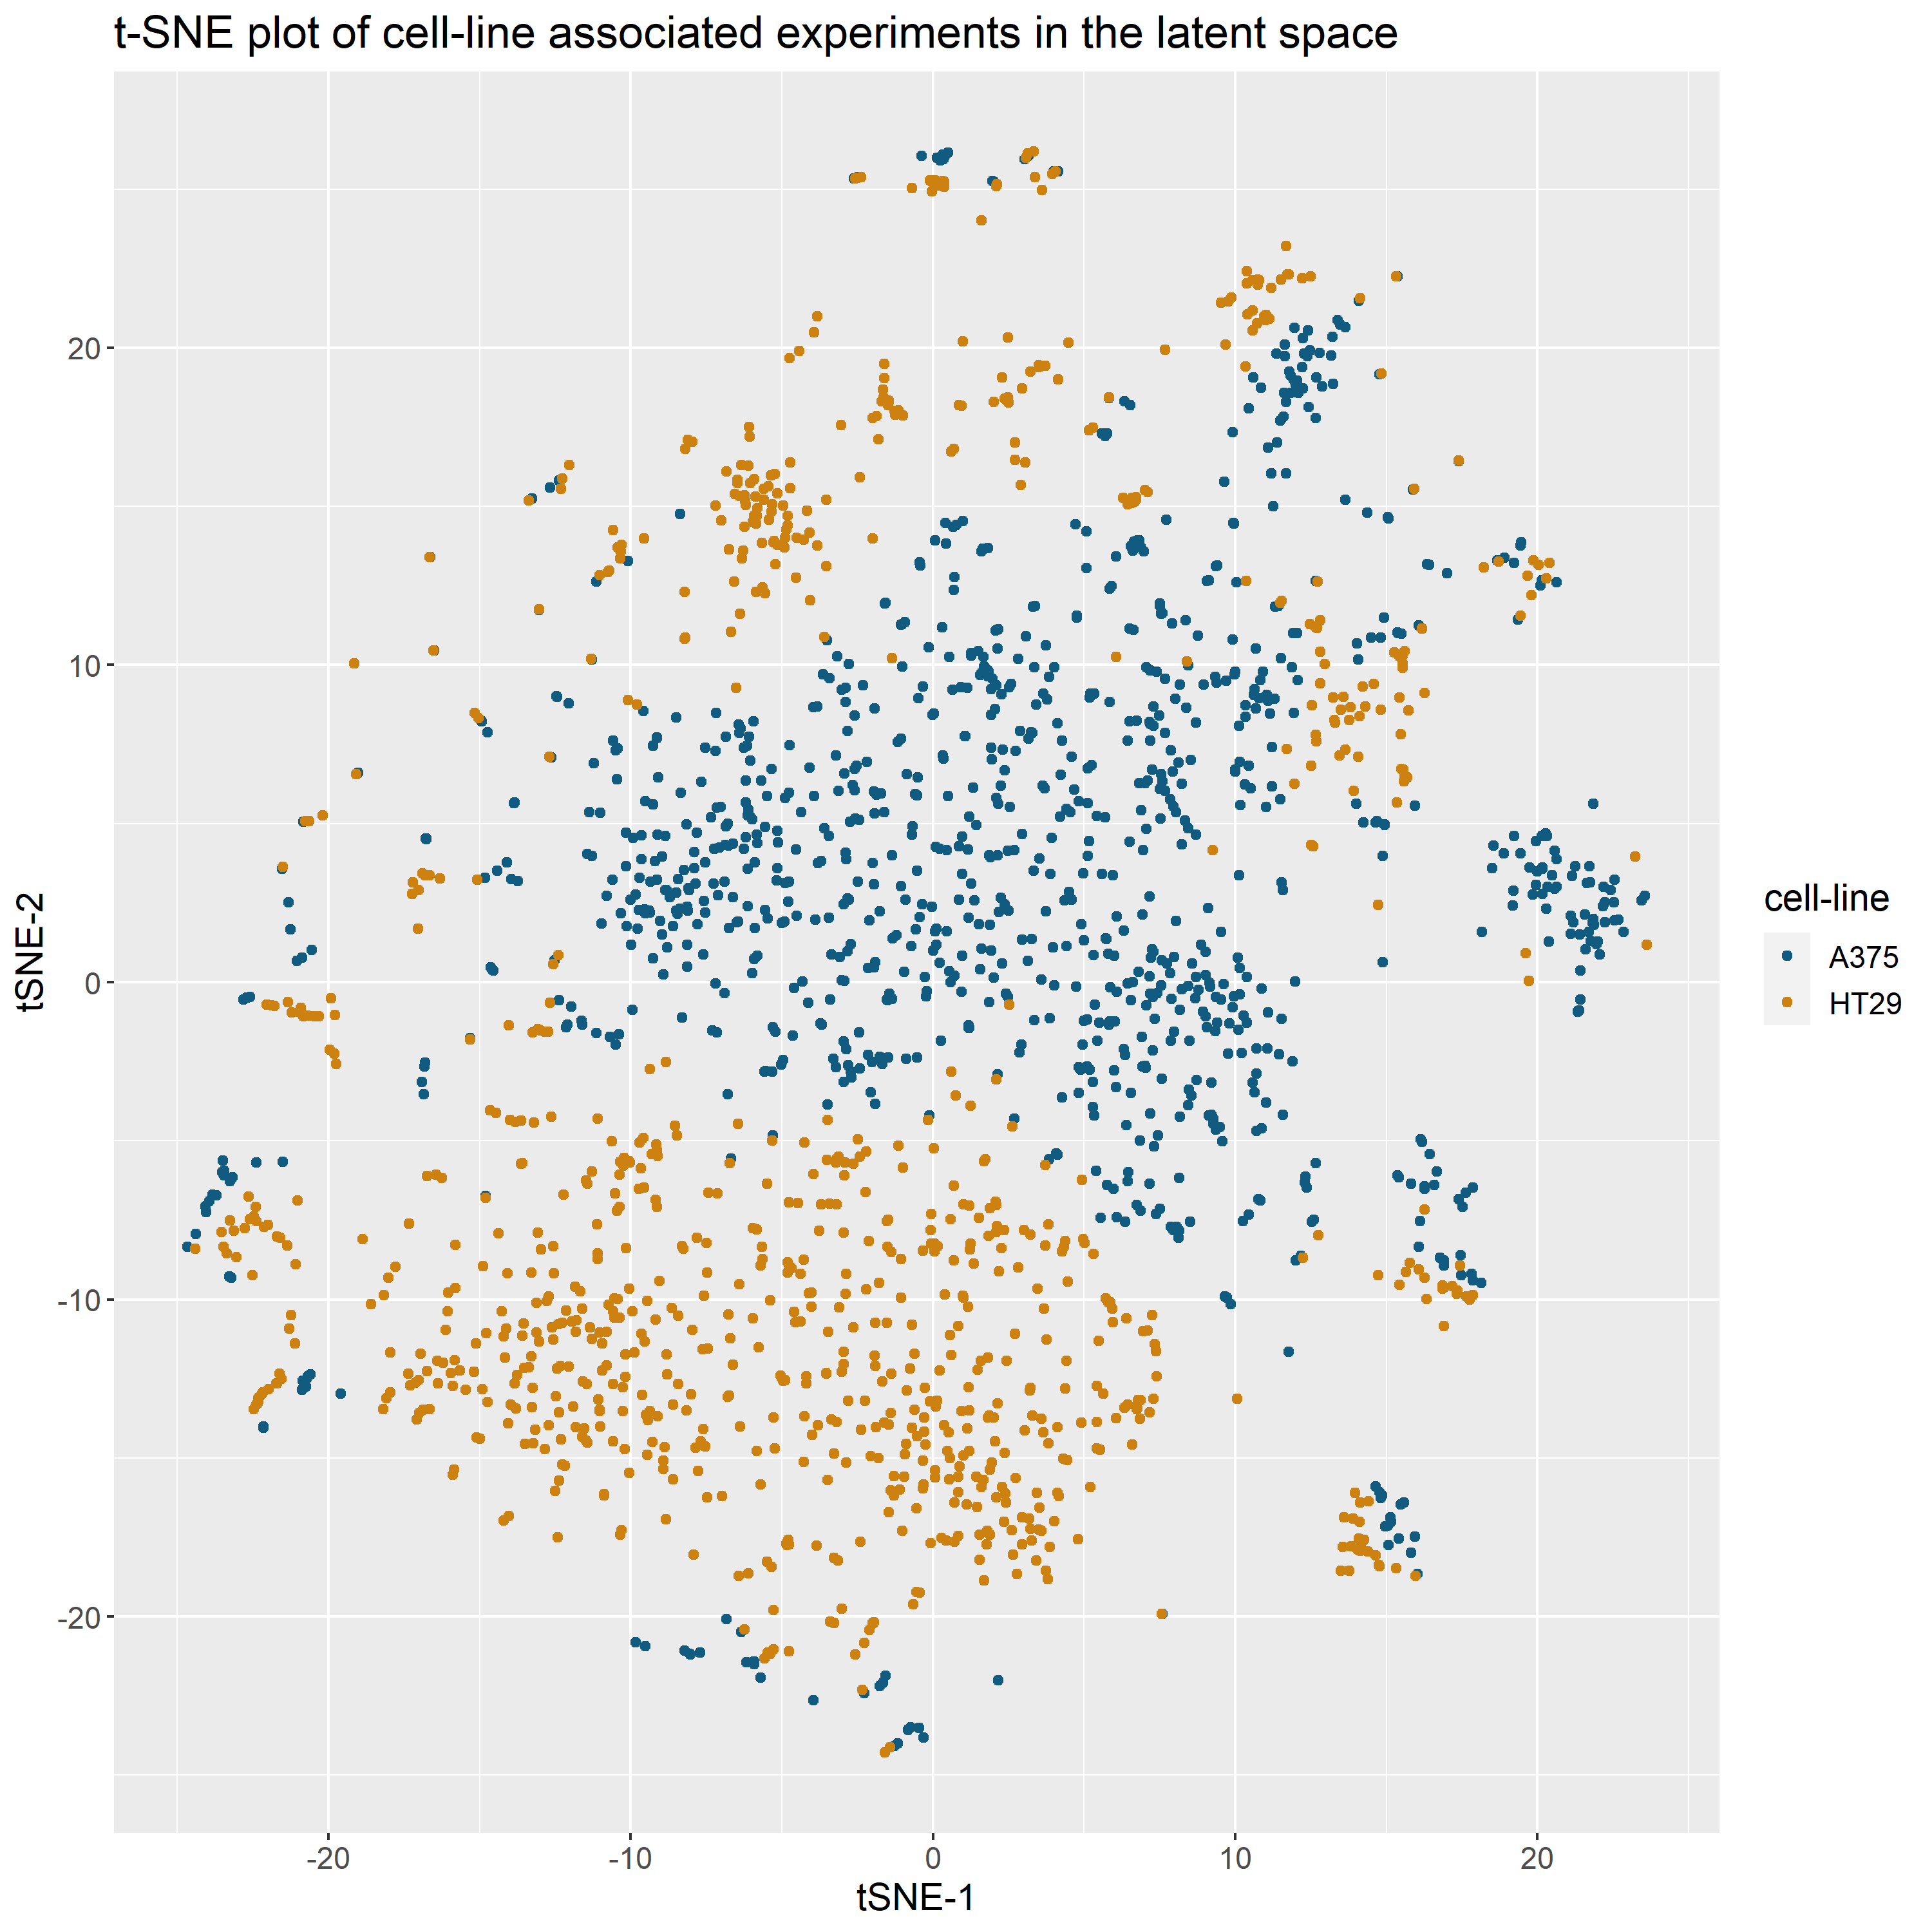 t-SNE plot of cell-line associated experiments in the latent space
tSNE-2
20
10
0
-10
-20
-20
-10
0
10
20
tSNE-1
cell-line
A375
HT29